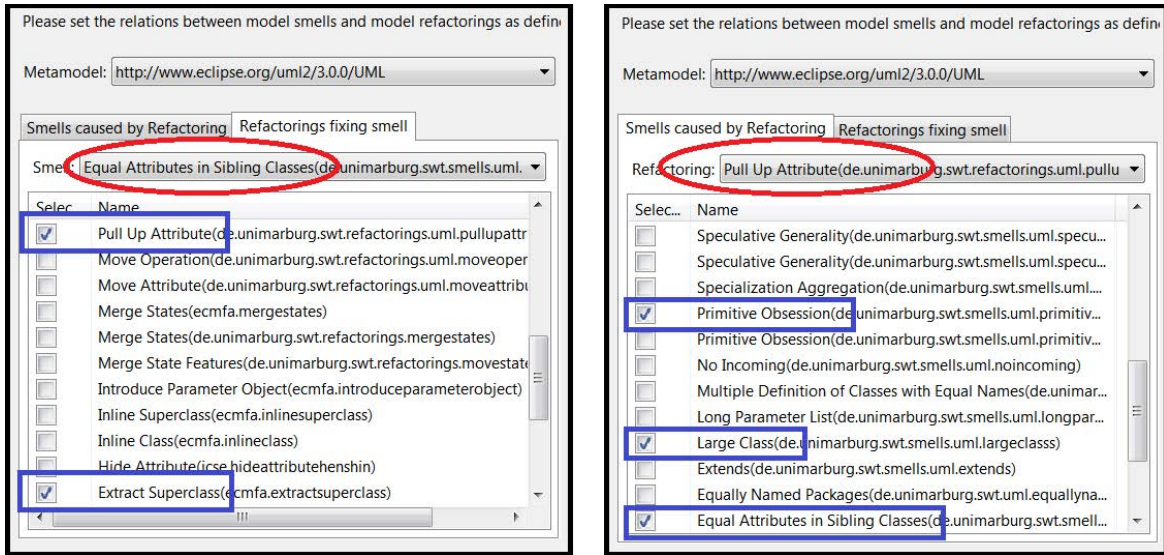 Please set the relations between model smells and model refactorings as define
Metamodel: http://www.eclipse.org/uml2/3.0.0/UML
Smells caused by Refactoring Refactorings fixing smell
Smell: Equal Attributes in Sibling Classes(de.unimarburg.swt.smells.uml.
Selec Name
Pull Up Attribute(de.unimarburg.swt.refactorings.uml.pullupattr
Move Operation(de.unimarburg.swt.refactorings.uml.moveoper
Move Attribute(de.unimarburg.swt.refactorings.uml.moveattribu
Merge States(ecmfa.mergestates)
Merge States(de.unimarburg.swt.refactorings.mergestates)
Merge State Features(de.unimarburg.swt.refactorings.movestate
Introduce Parameter Object(ecmfa.introduceparameterobject)
Inline Superclass(ecmfa.inlinesuperclass)
Inline Class(ecmfa.inlineclass)
Hide Attribute(icse.hideattributehenshin)
Extract Superclass(ecmfa.extractsuperclass)
Please set the relations between model smells and model refactorings as define
Metamodel: http://www.eclipse.org/uml2/3.0.0/UML
Smells caused by Refactoring Refactorings fixing smell
Refactoring: Pull Up Attribute(de.unimarburg.swt.refactorings.uml.pullu
Selec... Name
Speculative Generality(de.unimarburg.swt.smells.uml.specu...
Speculative Generality(de.unimarburg.swt.smells.uml.specu...
Specialization Aggregation(de.unimarburg.swt.smells.uml....
Primitive Obsession(de.unimarburg.swt.smells.uml.primitiv...
Primitive Obsession(de.unimarburg.swt.smells.uml.primitiv...
No Incoming(de.unimarburg.swt.smells.uml.noincoming)
Multiple Definition of Classes with Equal Names(de.unimar...
Long Parameter List(de.unimarburg.swt.smells.uml.longpar...
Large Class(de.unimarburg.swt.smells.uml.largeclasss)
Extends(de.unimarburg.swt.smells.uml.extends)
Equally Named Packages(de.unimarburg.swt.uml.equallyna...
Equal Attributes in Sibling Classes(de.unimarburg.swt.smell...